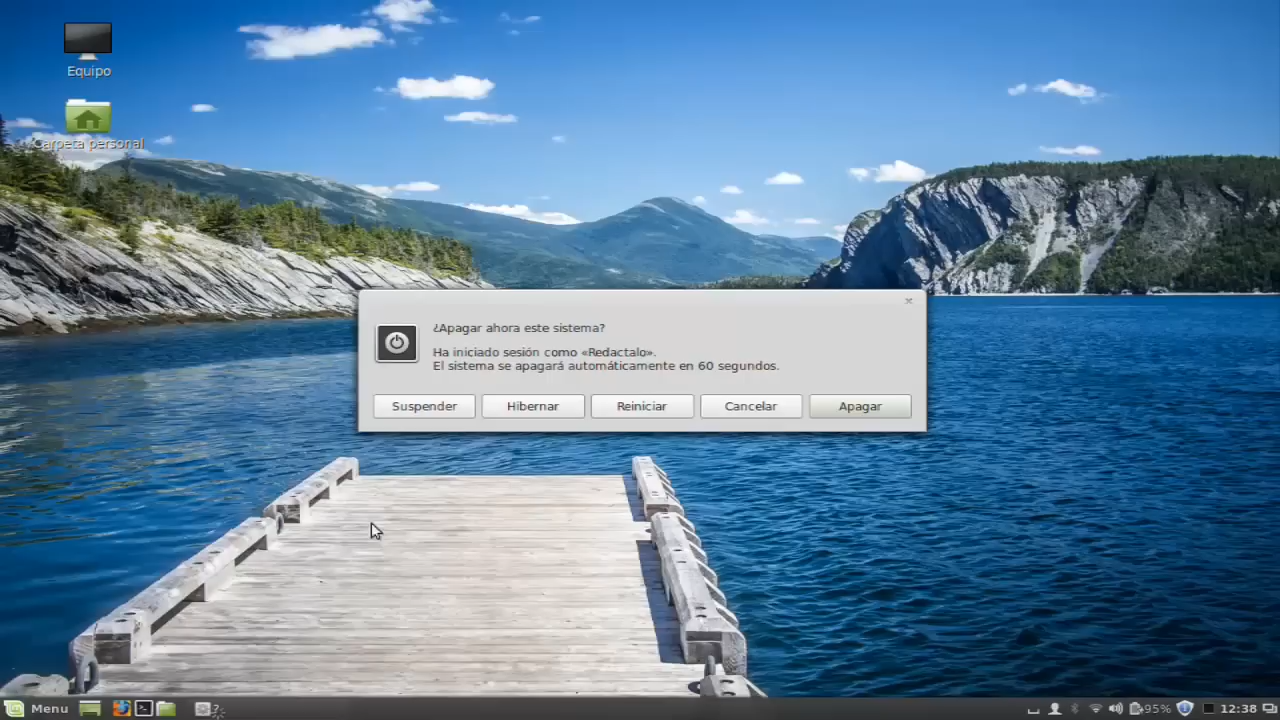 Equipo
Carpeta personal
¿Apagar ahora este sistema?
Ha iniciado sesión como «Redactalo».
El sistema se apagará automáticamente en 60 segundos.
Suspender Hibernar Reiniciar Cancelar Apagar
Menu ? 95% 12:38